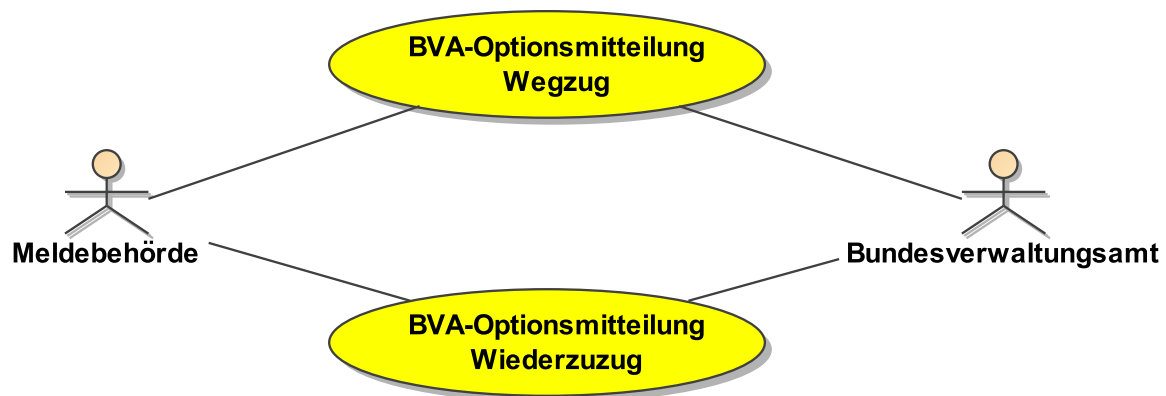 BVA-Optionsmitteilung
Wegzug
Meldebehörde
Bundesverwaltungsamt
BVA-Optionsmitteilung
Wiederzuzug